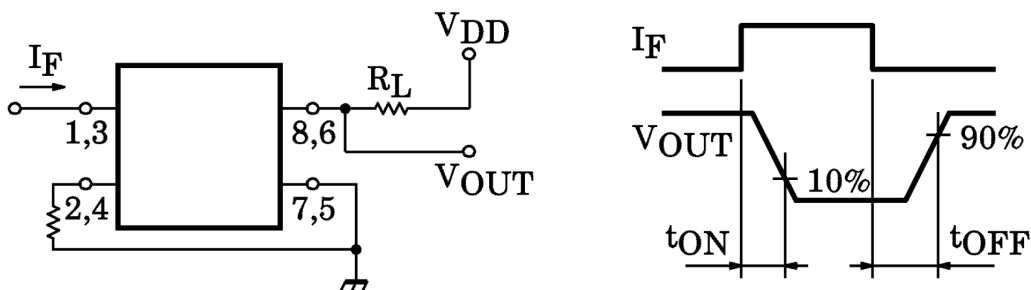 I_F
1,3
2,4
8,6
7,5
R_L
V_DD
V_OUT
I_F
V_OUT
10%
90%
t_ON
t_OFF